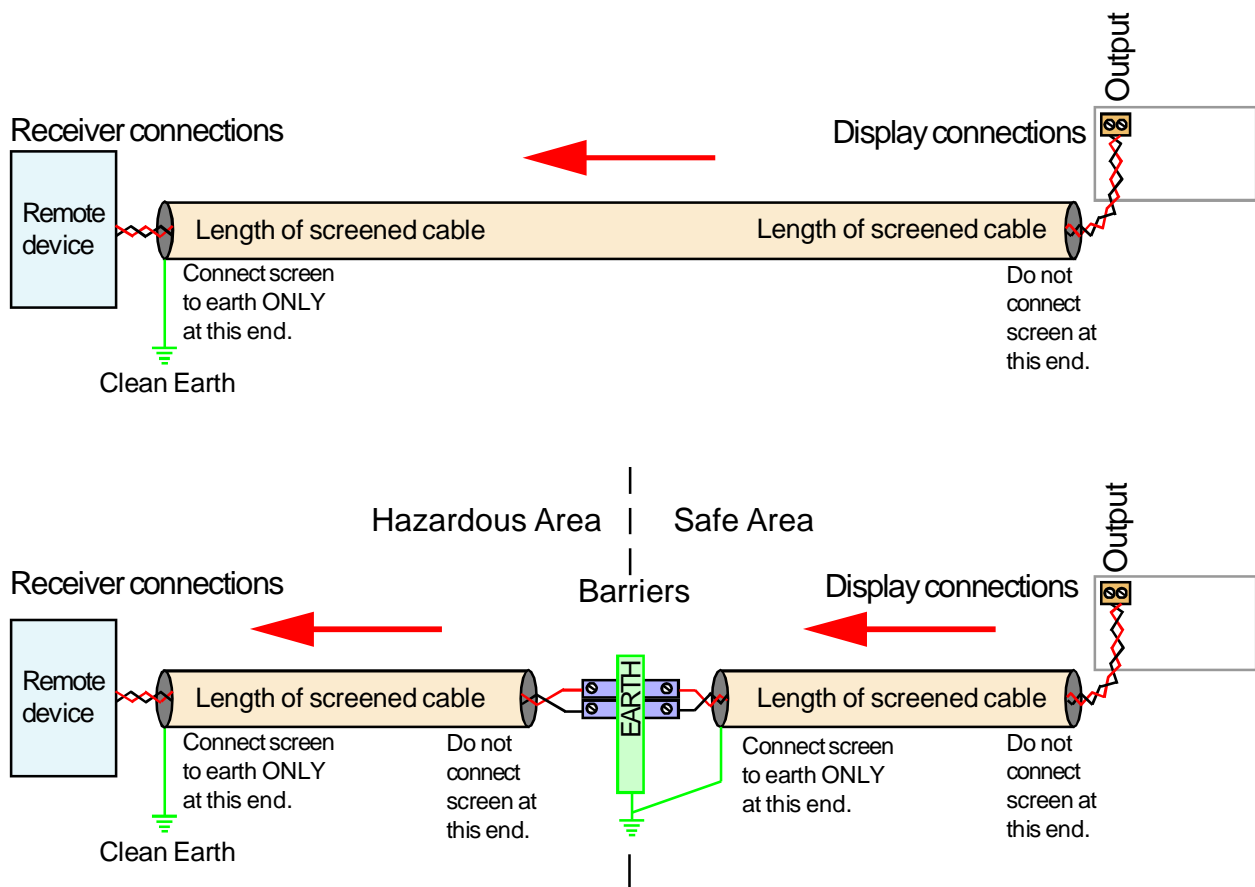 Output
Receiver connections
Display connections
Remote
device
Length of screened cable
Length of screened cable
Connect screen
to earth ONLY
at this end.
Do not
connect
screen at
this end.
Clean Earth
Hazardous Area
Safe Area
Output
Receiver connections
Barriers
Display connections
Remote
device
Length of screened cable
EARTH
Length of screened cable
Connect screen
to earth ONLY
at this end.
Do not
connect
screen at
this end.
Connect screen
to earth ONLY
at this end.
Do not
connect
screen at
this end.
Clean Earth